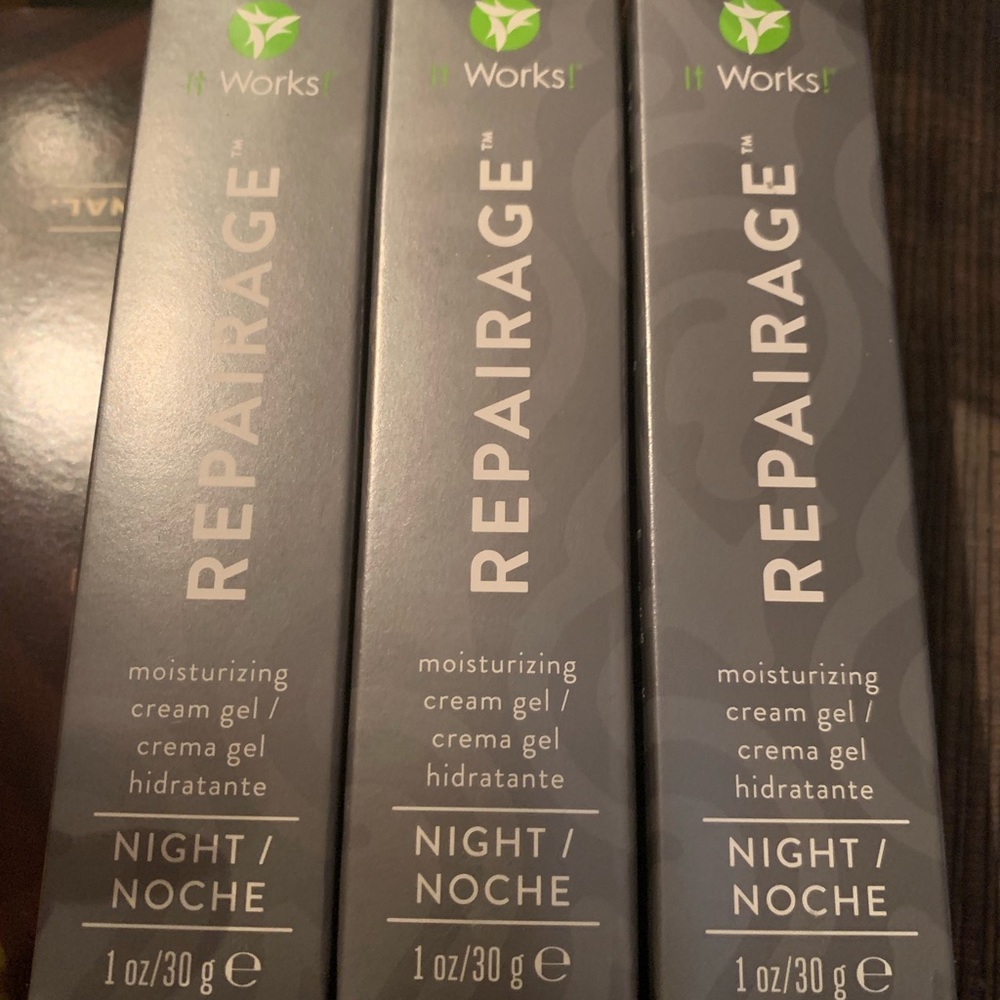 It Works!
REPAIRAGE™
moisturizing
cream gel /
crema gel
hidratante
NIGHT /
NOCHE
1 oz/30 g ℮
It Works!
REPAIRAGE™
moisturizing
cream gel /
crema gel
hidratante
NIGHT /
NOCHE
1 oz/30 g ℮
It Works!
REPAIRAGE™
moisturizing
cream gel /
crema gel
hidratante
NIGHT /
NOCHE
1 oz/30 g ℮